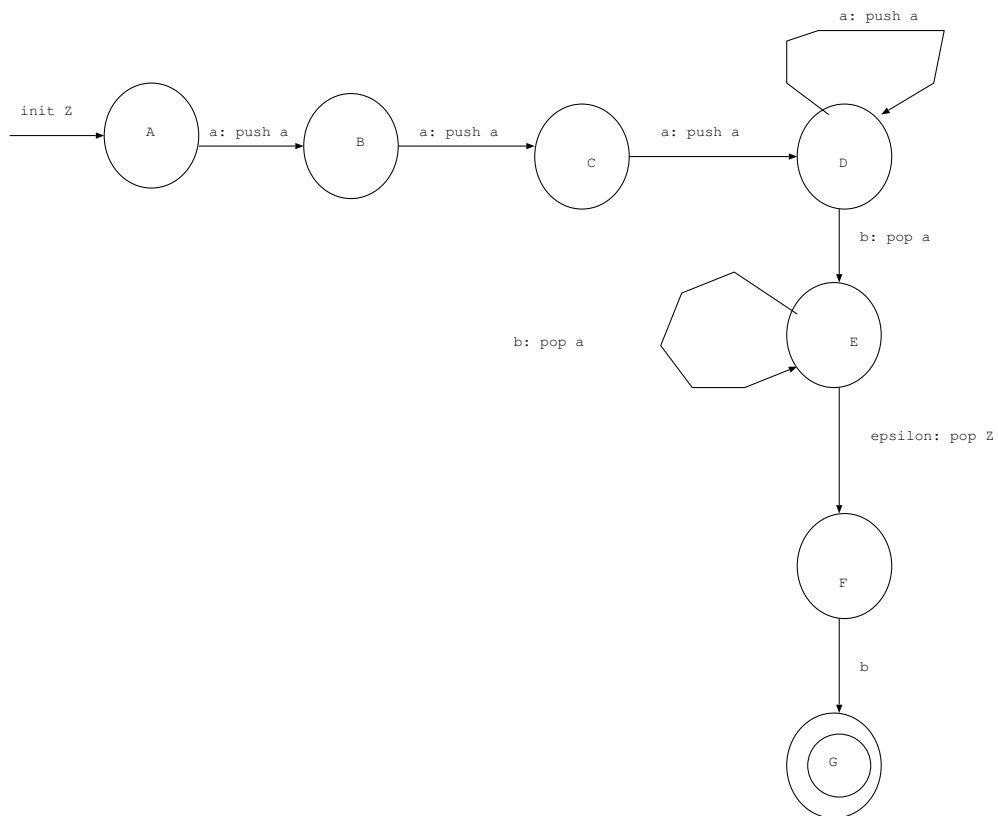 a: push a
init Z
A
a: push a
B
a: push a
C
a: push a
D
b: pop a
b: pop a
E
epsilon: pop Z
F
b
G